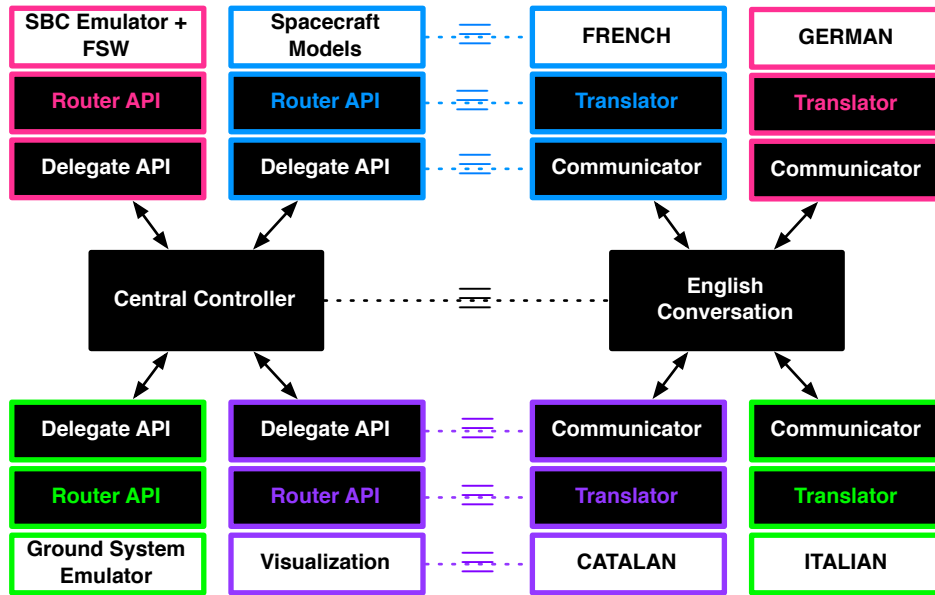 SBC Emulator +
FSW
Spacecraft
Models
FRENCH
GERMAN
Router API
Router API
Translator
Translator
Delegate API
Delegate API
Communicator
Communicator
Central Controller
English
Conversation
Delegate API
Delegate API
Communicator
Communicator
Router API
Router API
Translator
Translator
Ground System
Emulator
Visualization
CATALAN
ITALIAN